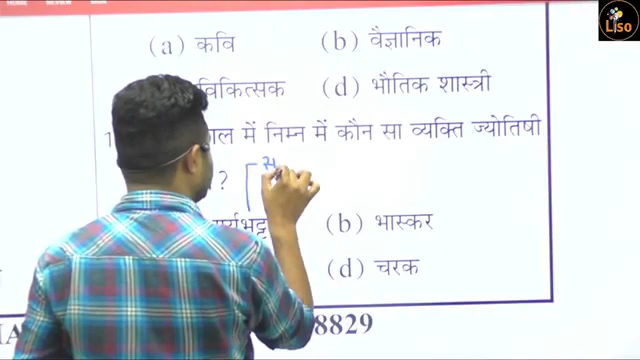 (a) कवि (b) वैज्ञानिक
चिकित्सक (d) भौतिक शास्त्री
में निम्न में कौन सा व्यक्ति ज्योतिषी
?
(b) भास्कर
(d) चरक
8829
Liso